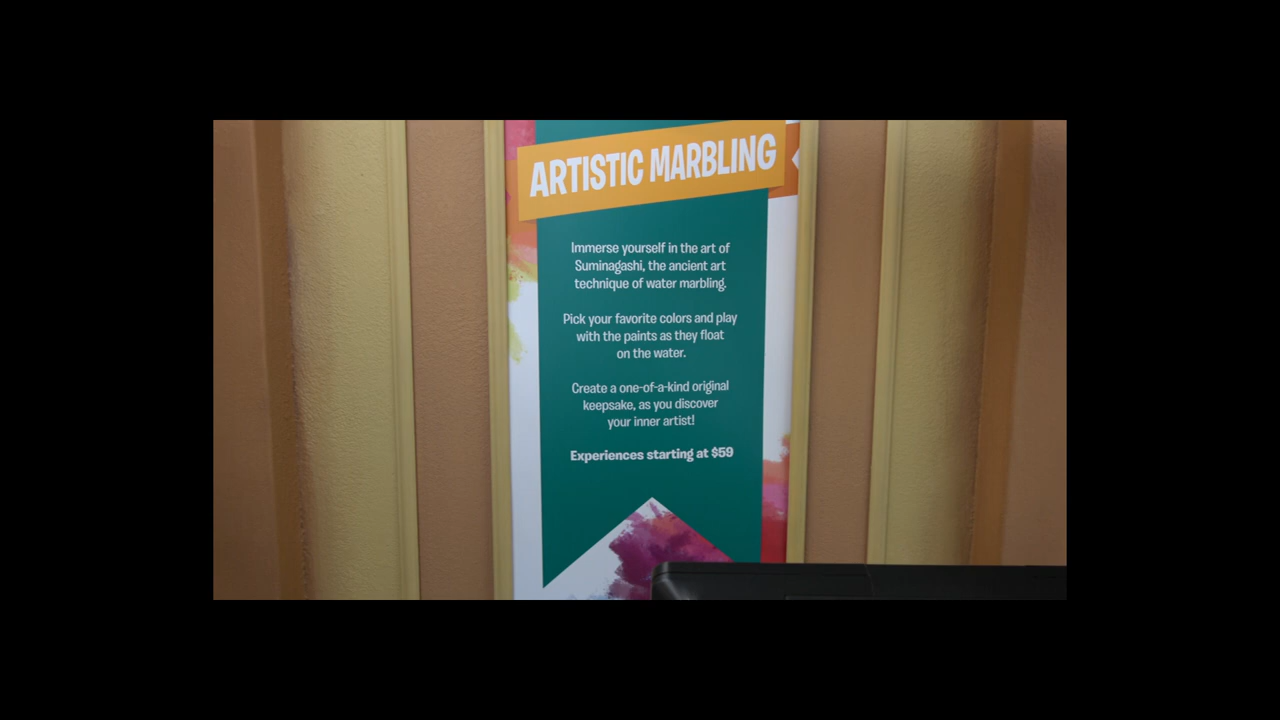 ARTISTIC MARBLING
Immerse yourself in the art of
Suminagashi, the ancient art
technique of water marbling.
Pick your favorite colors and play
with the paints as they float
on the water.
Create a one-of-a-kind original
keepsake, as you discover
your inner artist!
Experiences starting at $59